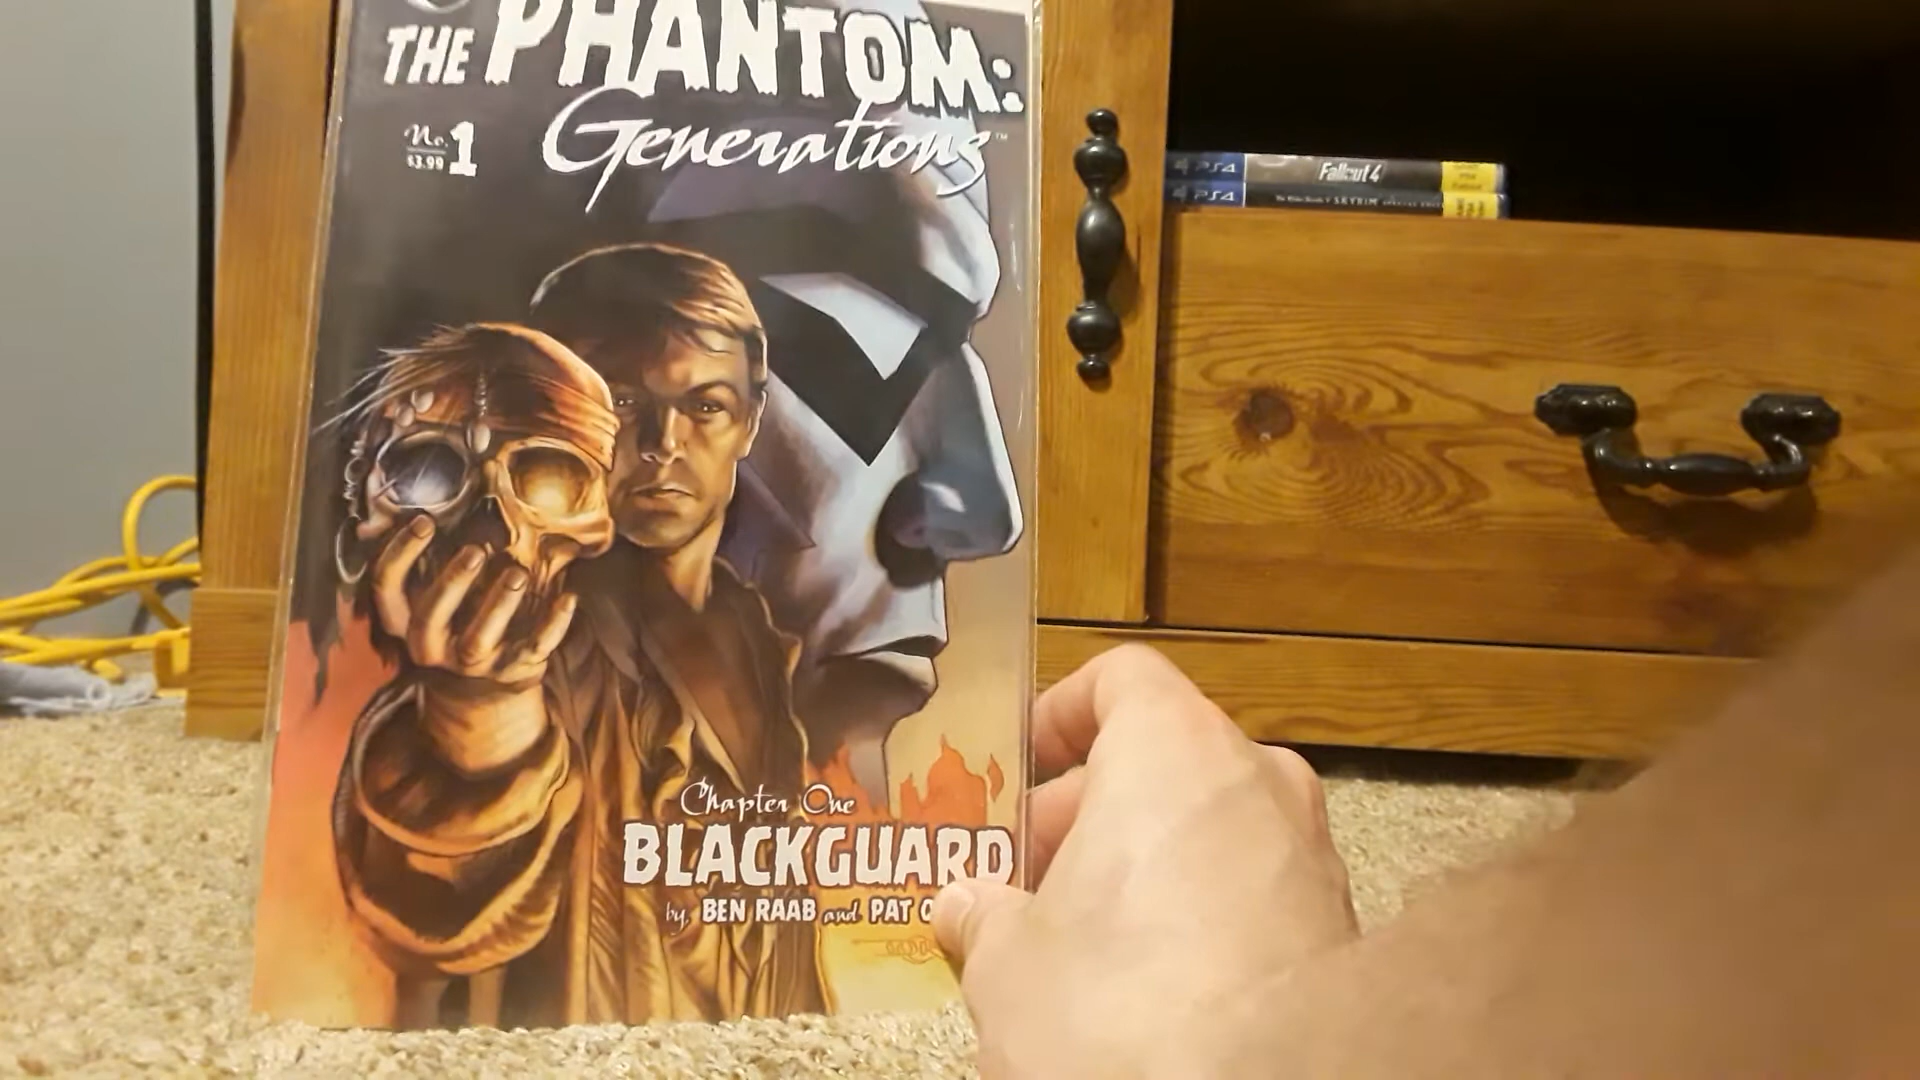 THE PHANTOM:
Generations™
No. 1
$3.99
PS4 Fallout 4
PS4 SKYRIM
Chapter One
BLACKGUARD
by, BEN RAAB and PAT